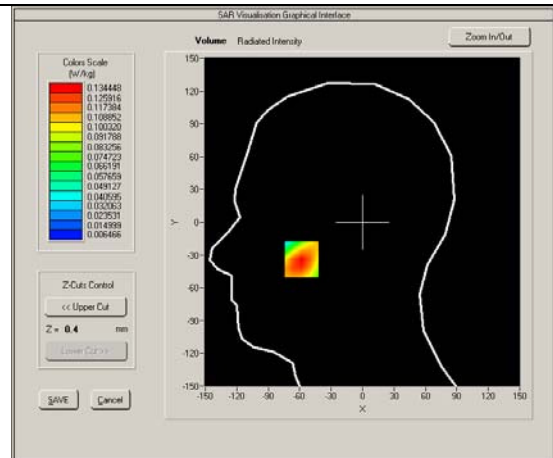 SAR Visualisation Graphical Interface
Volume Radiated Intensity
Zoom In/Out
Colors Scale
(W/kg)
0.134448
0.125916
0.117384
0.108852
0.100320
0.091788
0.083256
0.074723
0.066191
0.057659
0.049127
0.040595
0.032063
0.023531
0.014999
0.006466
Z-Cuts Control
<< Upper Cut
Z = 0.4 mm
Lower Cut >>
SAVE Cancel
150
120
90
60
30
0
-30
-60
-90
-120
-150
Y
-150 -120 -90 -60 -30 0 30 60 90 120 150
X